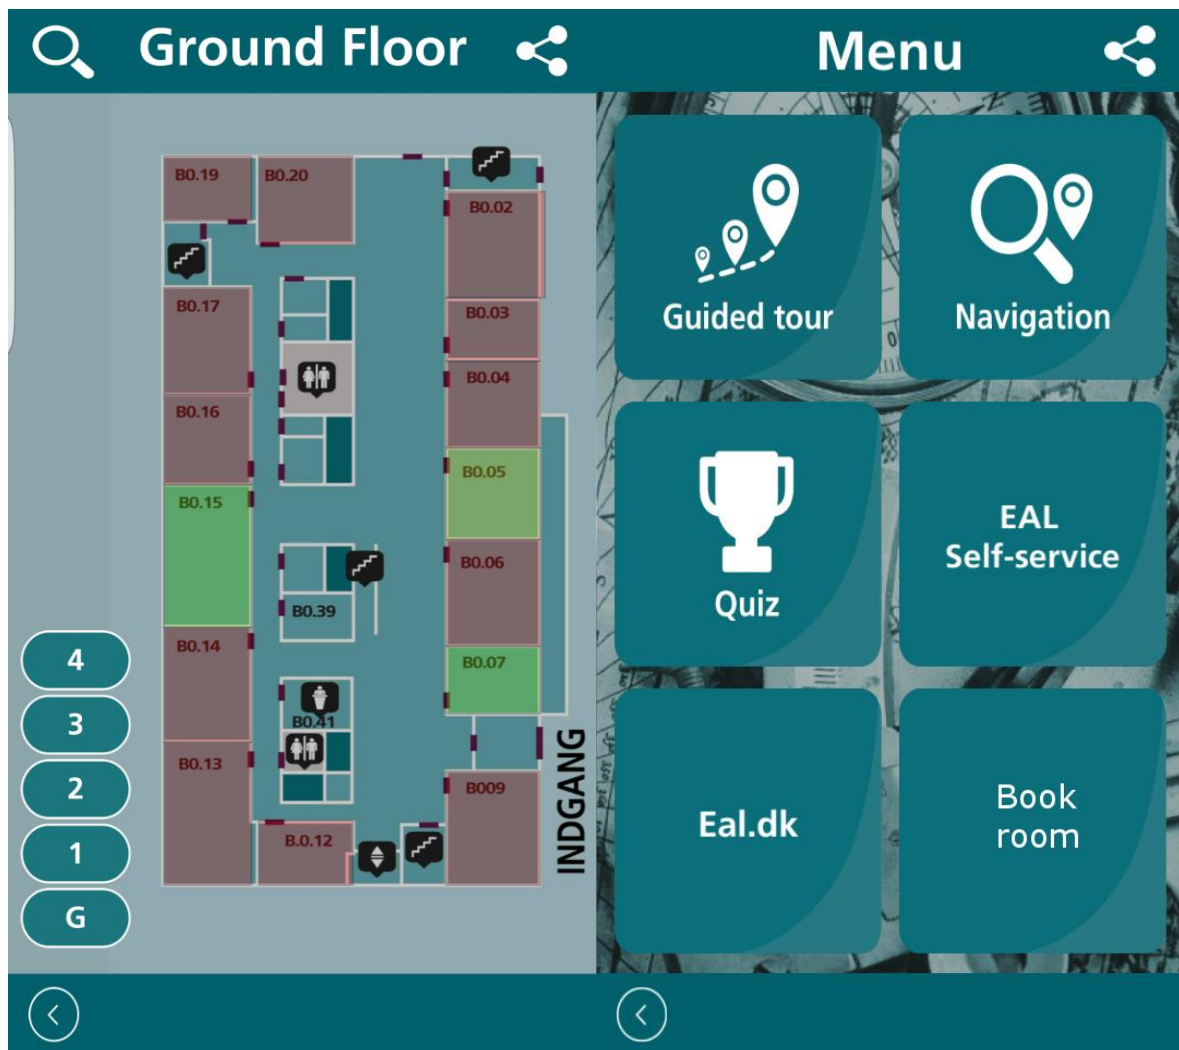 Ground Floor
B0.19
B0.20
B0.02
B0.17
B0.03
B0.04
B0.16
B0.05
B0.15
B0.06
B0.39
B0.14
B0.07
B0.41
B0.13
B009
B.0.12
INDGANG
4
3
2
1
G
Menu
Guided tour
Navigation
Quiz
EAL
Self-service
Eal.dk
Book
room